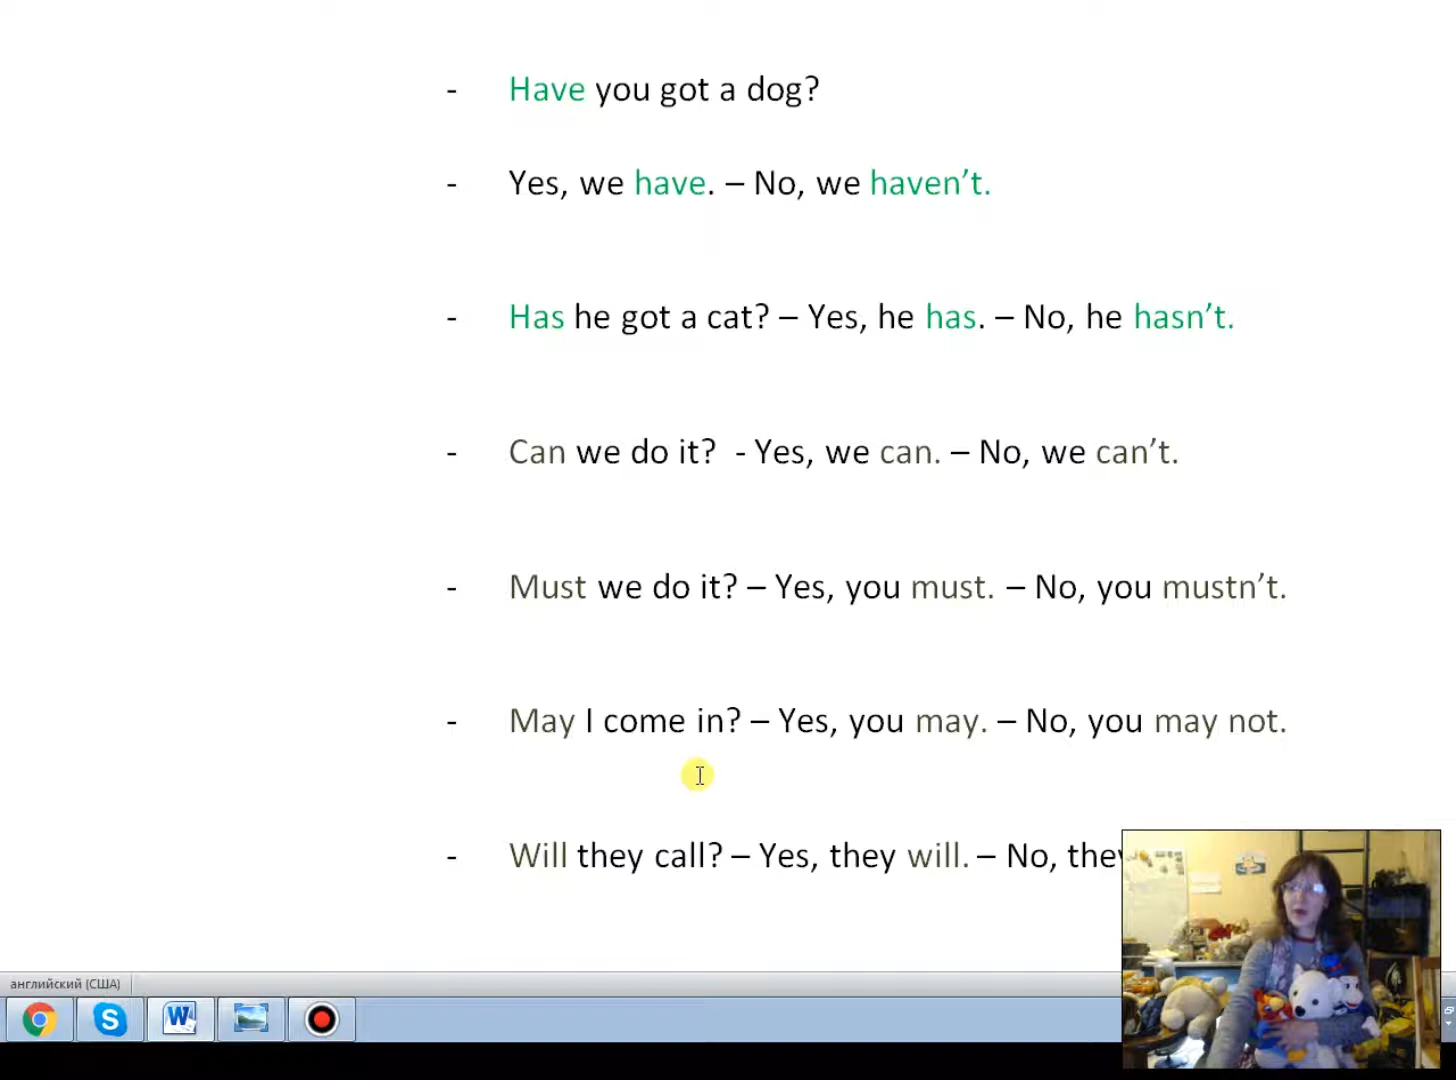 - Have you got a dog?
- Yes, we have. – No, we haven’t.
- Has he got a cat? – Yes, he has. – No, he hasn’t.
- Can we do it?  - Yes, we can. – No, we can’t.
- Must we do it? – Yes, you must. – No, you mustn’t.
- May I come in? – Yes, you may. – No, you may not.
- Will they call? – Yes, they will. – No,
английский (США)